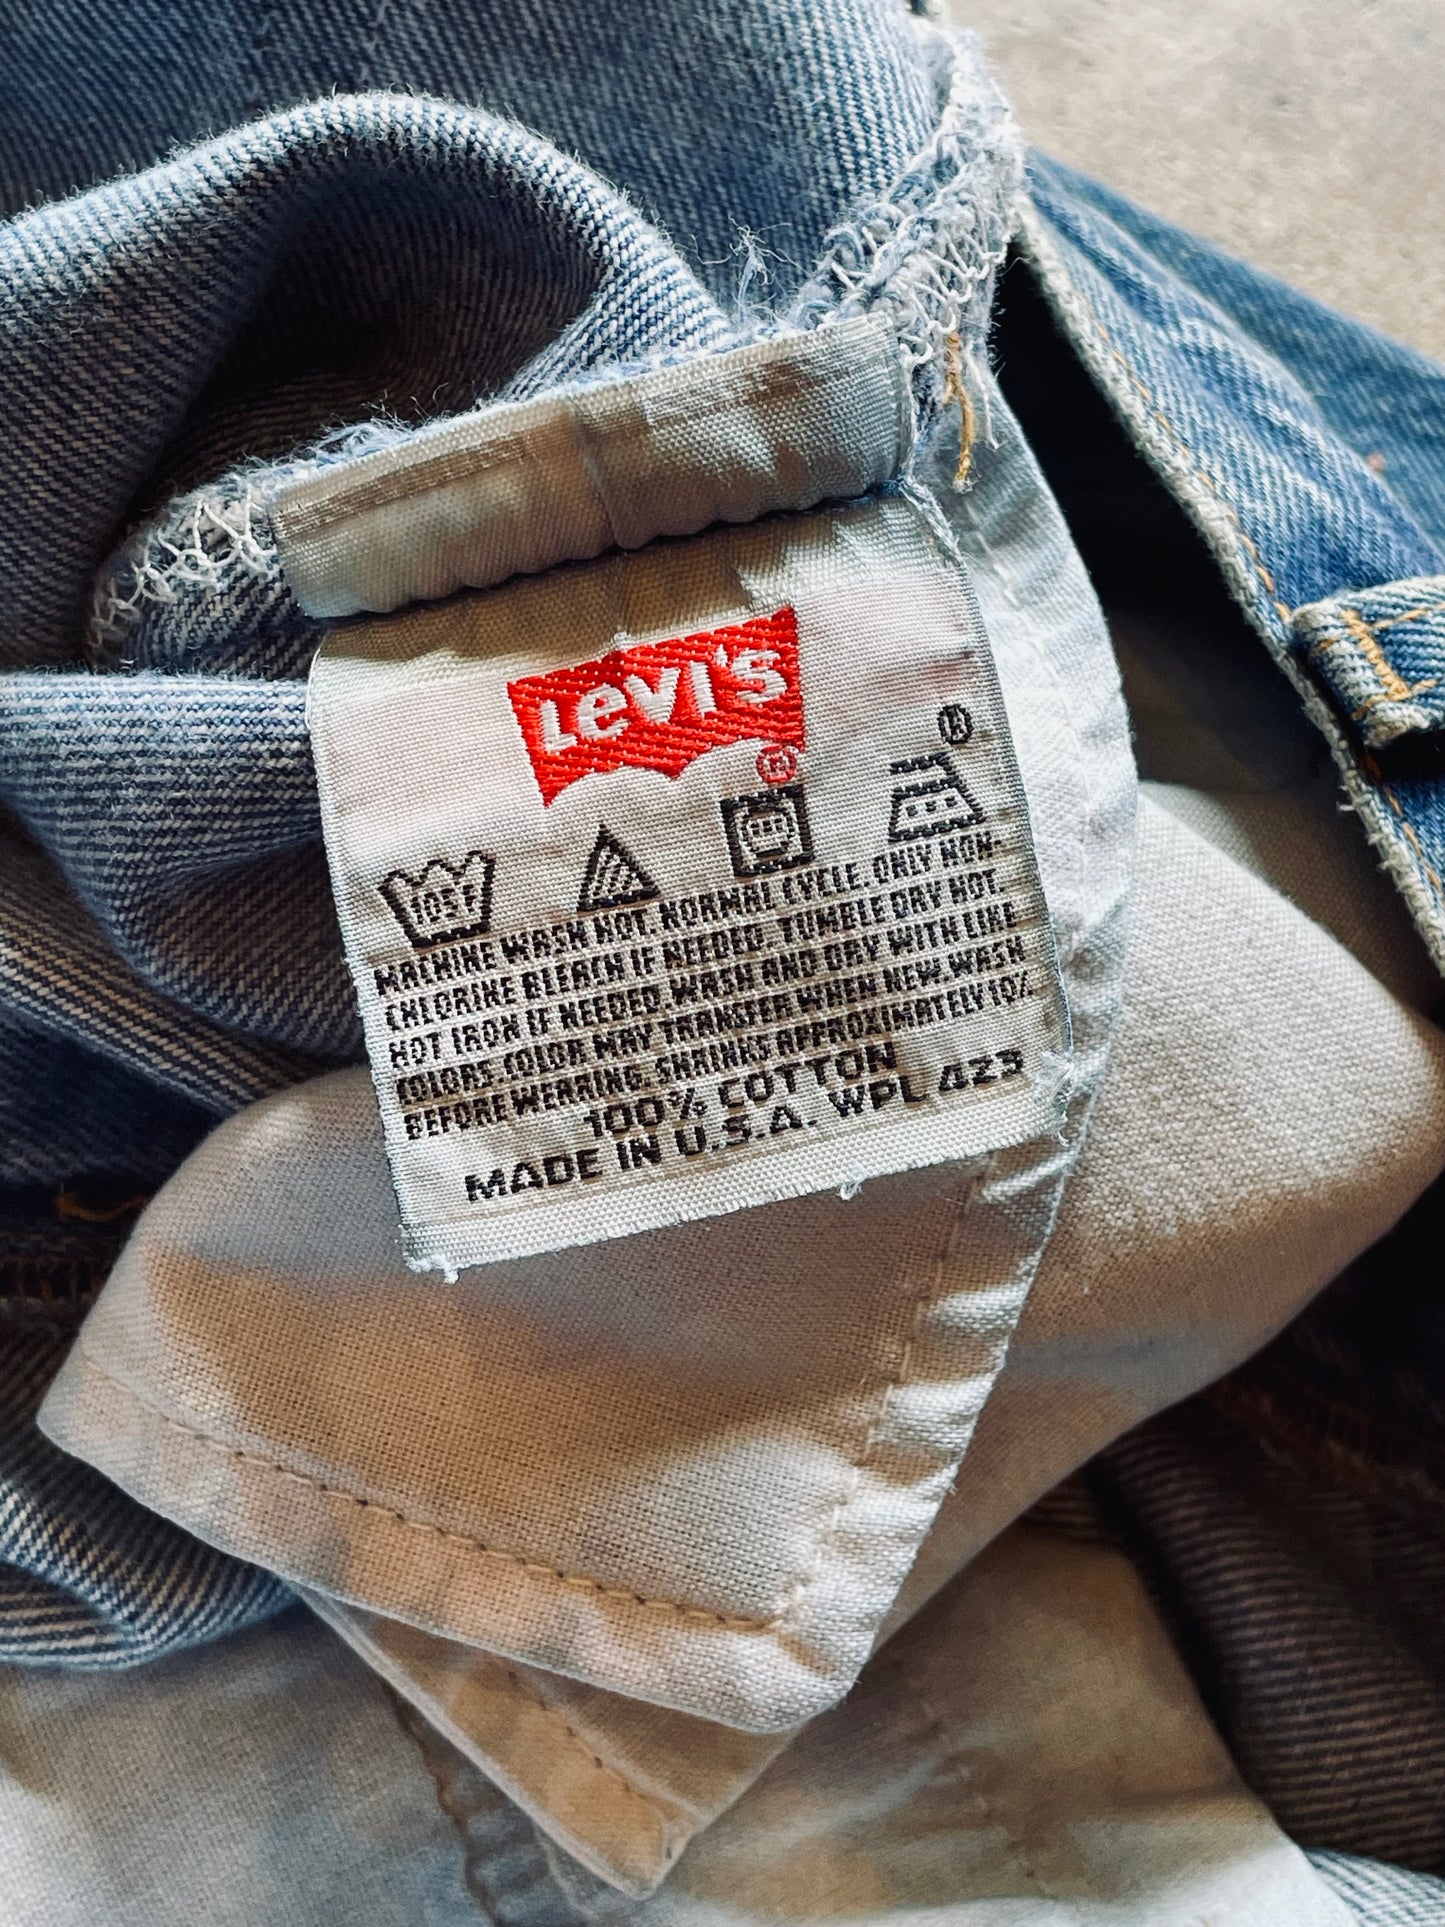 Levi's
®
®
105°F
MACHINE WASH HOT. NORMAL CYCLE. ONLY NON-
CHLORINE BLEACH IF NEEDED. TUMBLE DRY HOT.
HOT IRON IF NEEDED. WASH AND DRY WITH LIKE
COLORS. COLOR MAY TRANSFER WHEN NEW. WASH
BEFORE WEARING. SHRINKS APPROXIMATELY 10%.
100% COTTON
MADE IN U.S.A. WPL 423